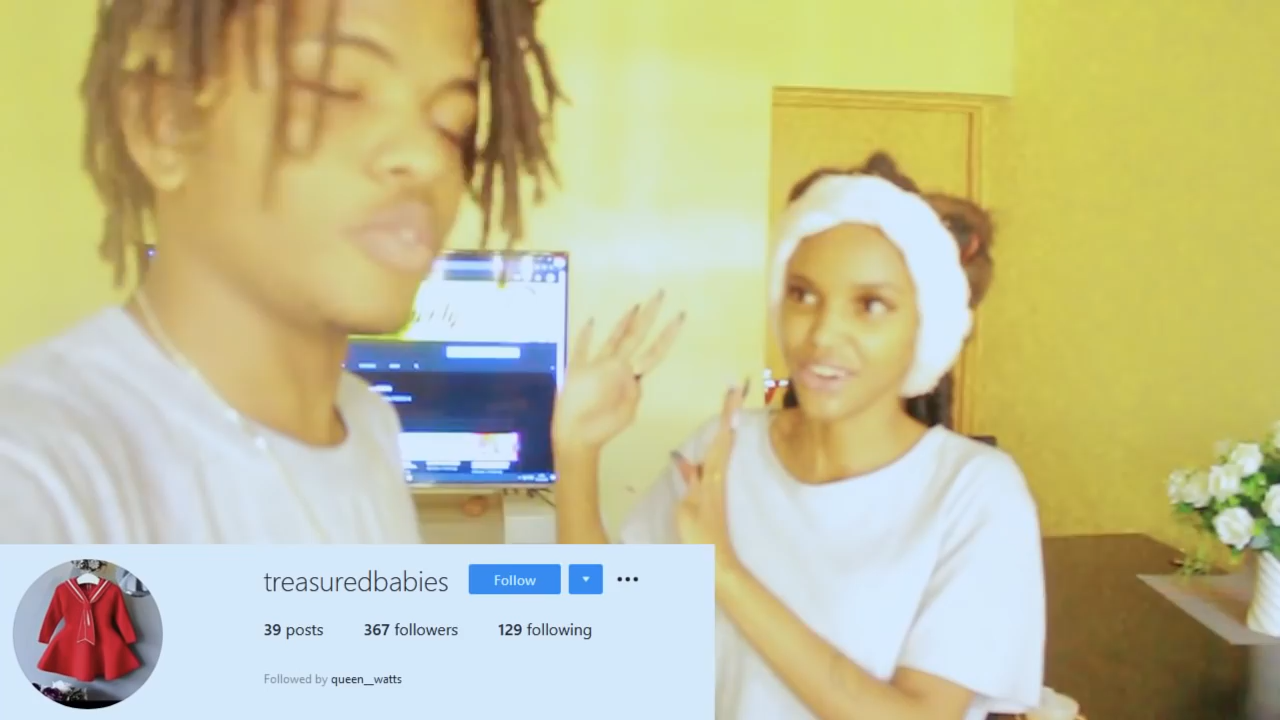 treasuredbabies Follow
39 posts 367 followers 129 following
Followed by queen__watts